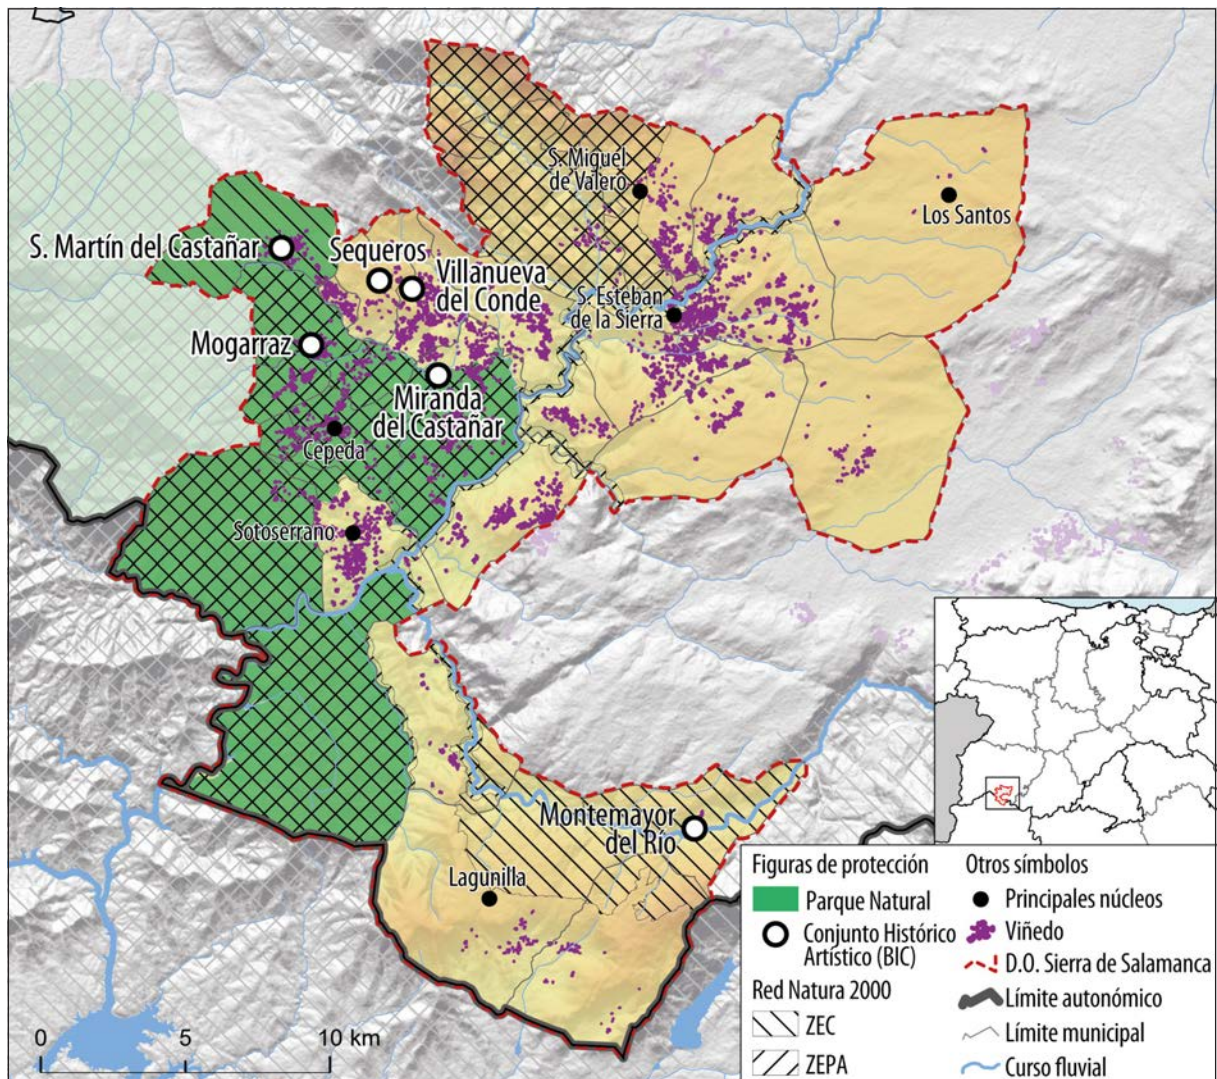 S. Miguel
de Valero
Los Santos
S. Martín del Castañar
Sequeros
Villanueva
del Conde
S. Esteban
de la Sierra
Mogarraz
Miranda
del Castañar
Cepeda
Sotoserrano
Montemayor
del Río
Lagunilla
0 5 10 km
Figuras de protección
Parque Natural
Conjunto Histórico
Artístico (BIC)
Red Natura 2000
ZEC
ZEPA
Otros símbolos
Principales núcleos
Viñedo
D.O. Sierra de Salamanca
Límite autonómico
Límite municipal
Curso fluvial